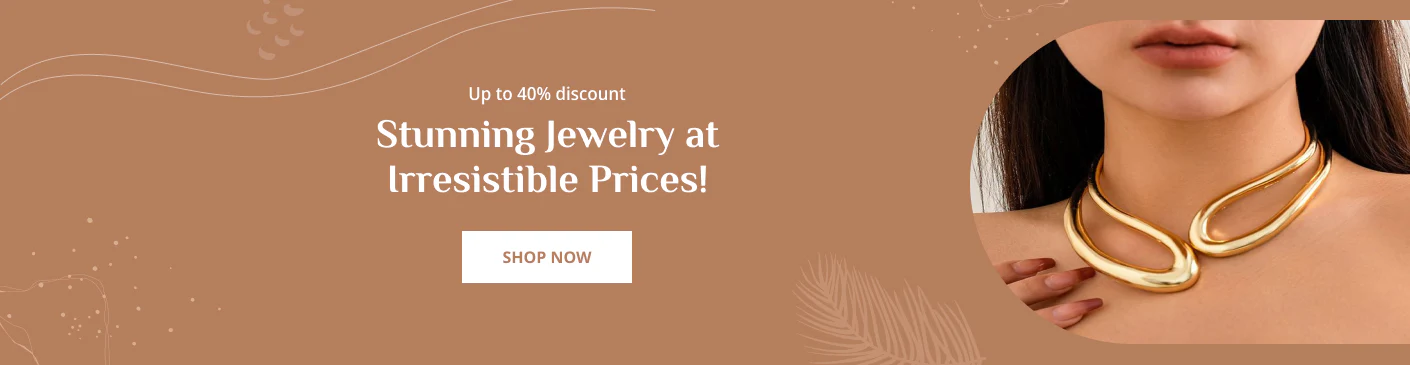 Up to 40% discount
Stunning Jewelry at
Irresistible Prices!
SHOP NOW